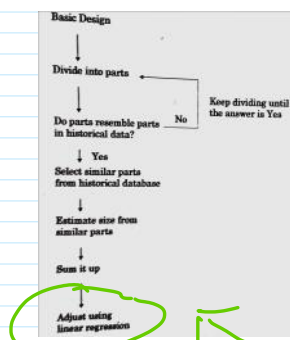 Basic Design
Divide into parts
Do parts resemble parts
in historical data?
No
Keep dividing until
the answer is Yes
Yes
Select similar parts
from historical database
Estimate size from
similar parts
Sum it up
Adjust using
linear regression